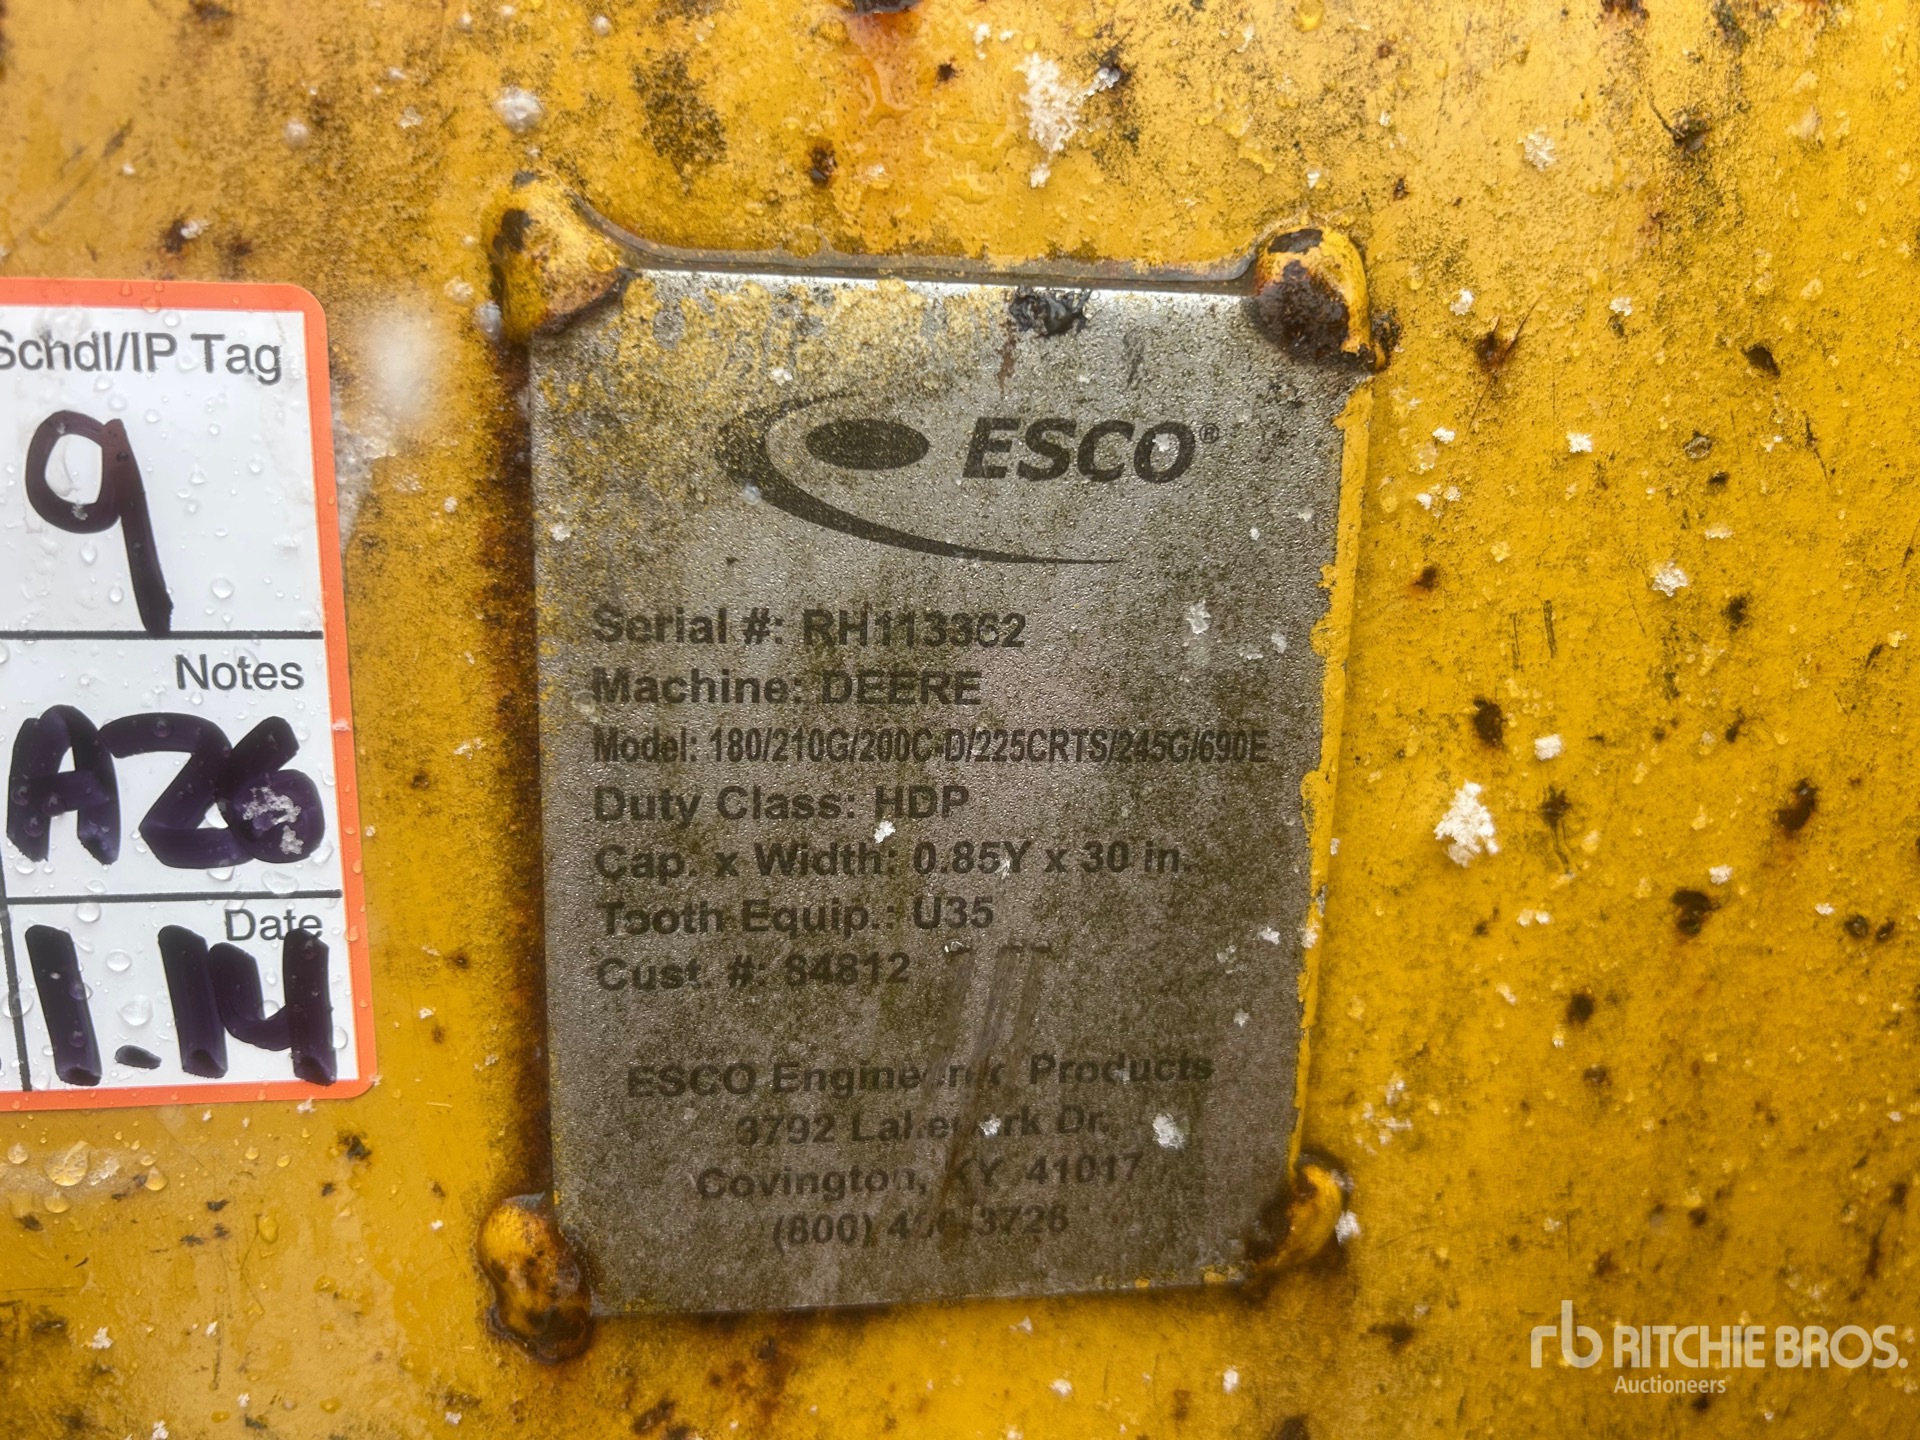 Schdl/IP Tag
9
Notes
A26
Date
1.14
ESCO®
Serial #: RH113362
Machine: DEERE
Model: 180/210G/200C-D/225CRTS/245G/690E
Duty Class: HDP
Cap. x Width: 0.85Y x 30 in.
Tooth Equip.: U35
Cust. #: 84812
ESCO Products
3792 Dr.
Covington, KY 41017
(800)
rb RITCHIE BROS.
Auctioneers